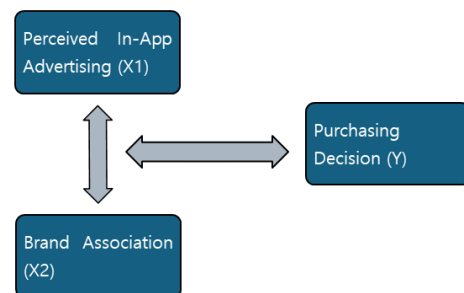 Perceived In-App
Advertising (X1)
Purchasing
Decision (Y)
Brand Association
(X2)